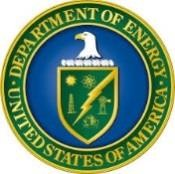 DEPARTMENT OF ENERGY
UNITED STATES OF AMERICA